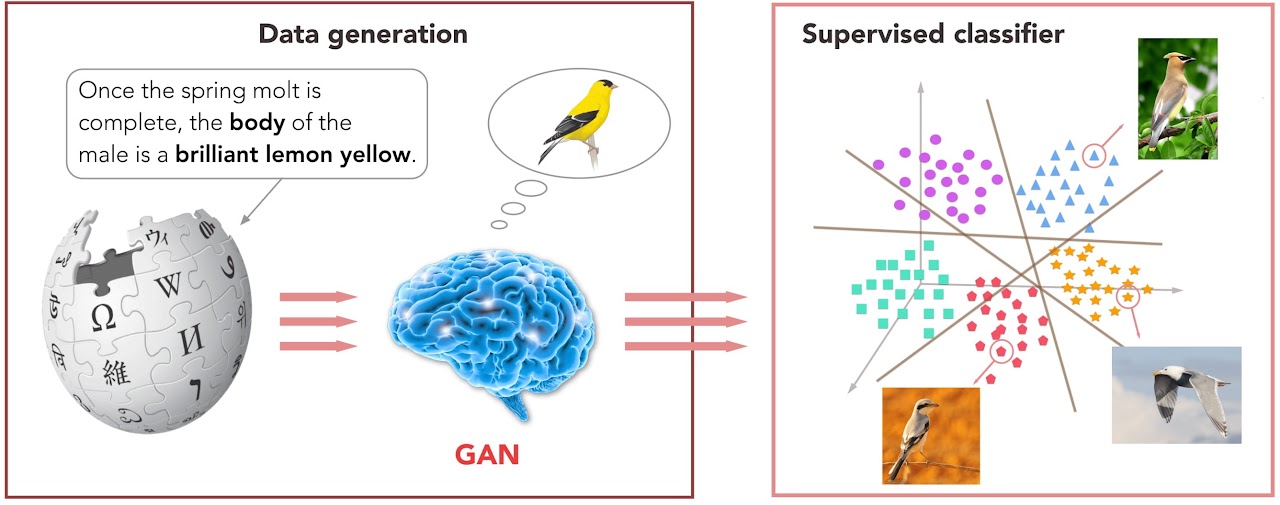 Data generation
Once the spring molt is
complete, the body of the
male is a brilliant lemon yellow.
Ω
W
И
維
ウィ
GAN
Supervised classifier